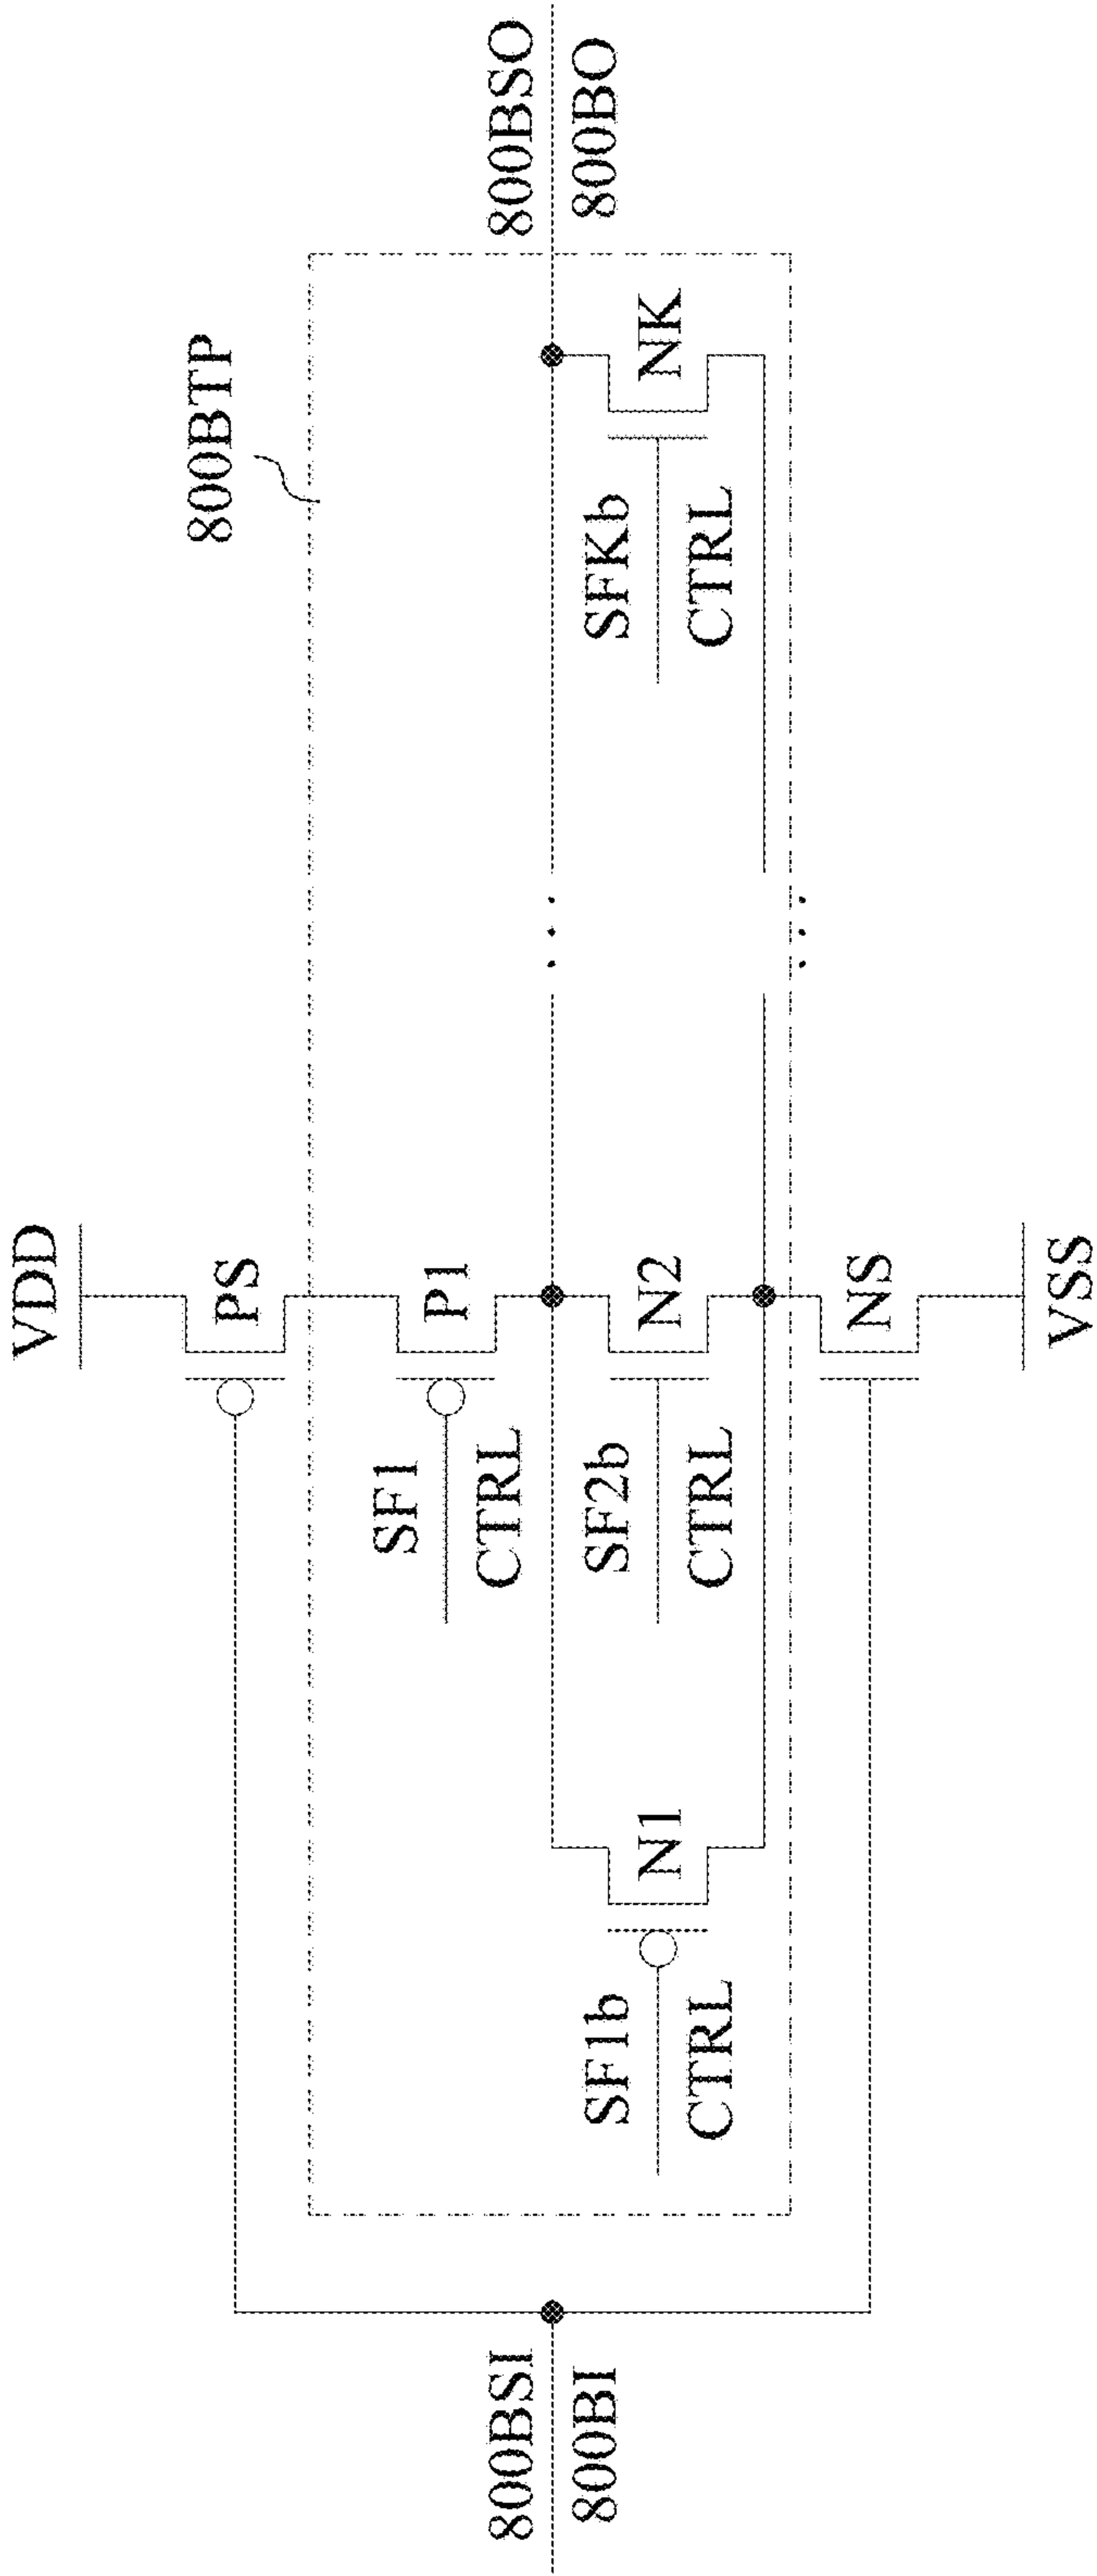 800BTP
VDD
PS
P1
SF1
CTRL
800BSI
800BI
800BSO
800BO
SF1b
CTRL
N1
SF2b
CTRL
N2
SFKb
CTRL
NK
. . .
. . .
NS
VSS